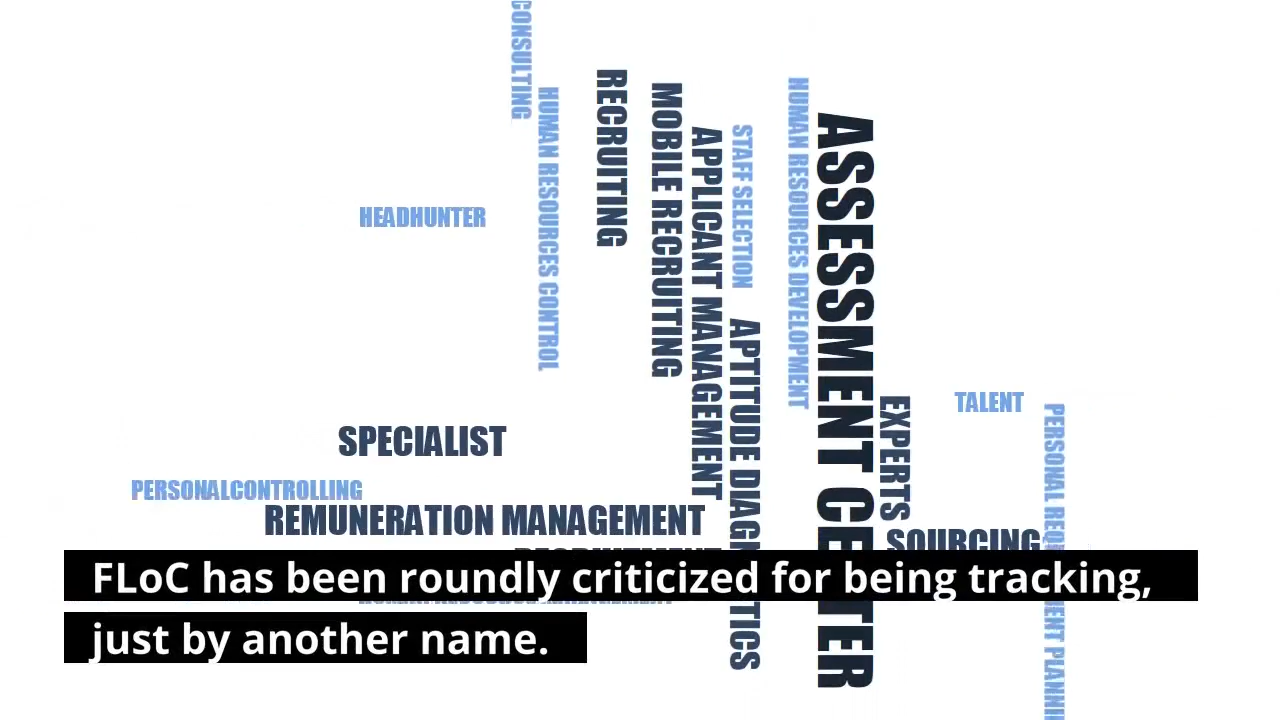 CONSULTING
HUMAN RESOURCES CONTROL
RECRUITING
MOBILE RECRUITING
APPLICANT MANAGEMENT
STAFF SELECTION
HUMAN RESOURCES DEVELOPMENT
ASSESSMENT CENTER
HEADHUNTER
APTITUDE DIAGNOSTICS
EXPERTS
TALENT
SPECIALIST
PERSONALCONTROLLING
REMUNERATION MANAGEMENT
SOURCING
RECRUITMENT
FLoC has been roundly criticized for being tracking,
just by another name.